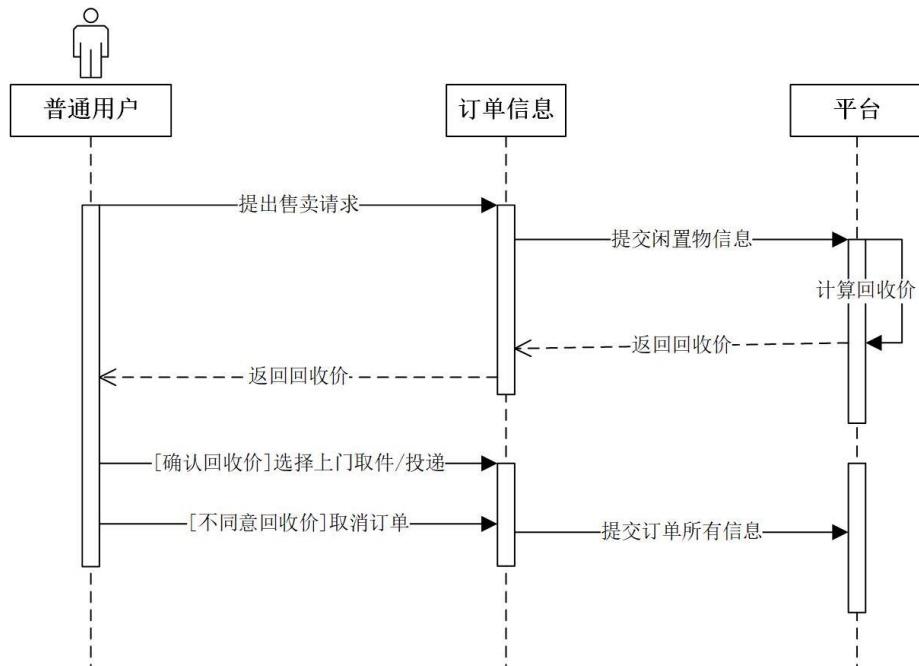 普通用户
订单信息
平台
提出售卖请求
提交闲置物信息
计算回收价
返回回收价
返回回收价
[确认回收价]选择上门取件/投递
[不同意回收价]取消订单
提交订单所有信息